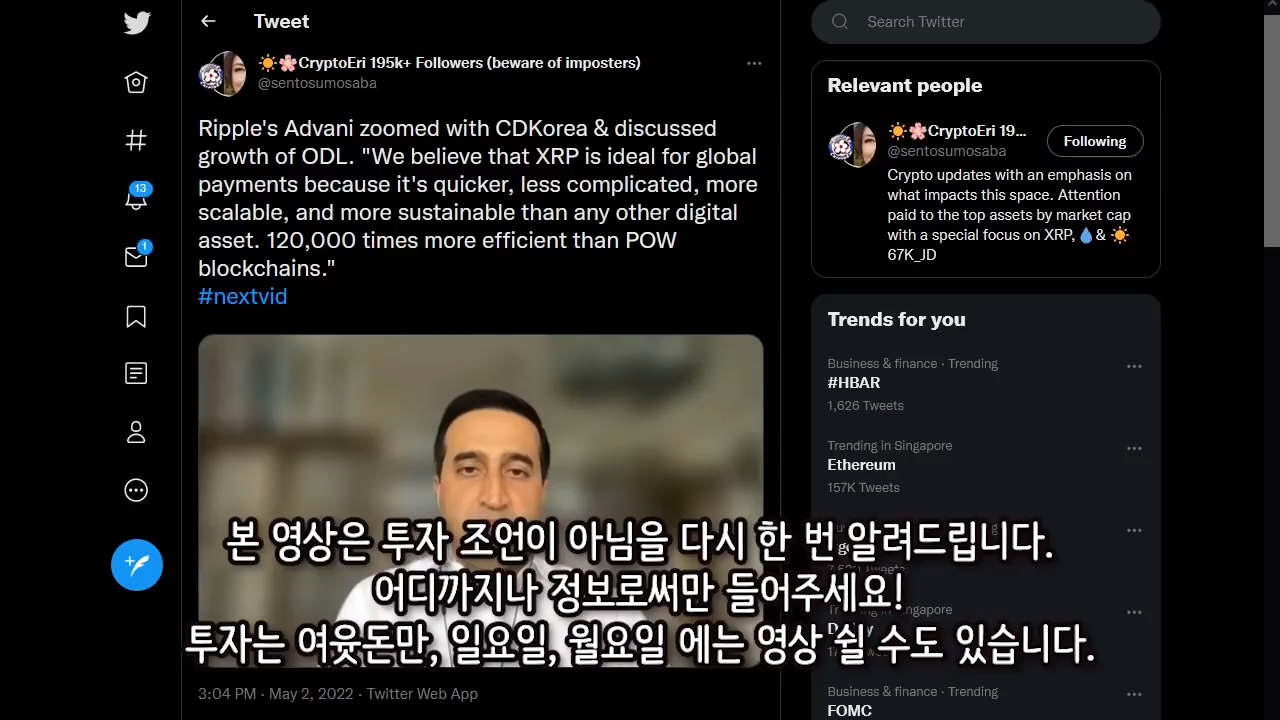 Tweet
☀️🌸CryptoEri 195k+ Followers (beware of imposters)
@sentosumosaba
Ripple's Advani zoomed with CDKorea & discussed
growth of ODL. "We believe that XRP is ideal for global
payments because it's quicker, less complicated, more
scalable, and more sustainable than any other digital
asset. 120,000 times more efficient than POW
blockchains."
#nextvid
3:04 PM · May 2, 2022 · Twitter Web App
13
1
Search Twitter
Relevant people
☀️🌸CryptoEri 19...
@sentosumosaba
Following
Crypto updates with an emphasis on
what impacts this space. Attention
paid to the top assets by market cap
with a special focus on XRP,💧& ☀️
67K_JD
Trends for you
Business & finance · Trending
#HBAR
1,626 Tweets
Trending in Singapore
Ethereum
157K Tweets
Business & finance · Trending
FOMC
본 영상은 투자 조언이 아님을 다시 한 번 알려드립니다.
어디까지나 정보로써만 들어주세요!
투자는 여윳돈만, 일요일, 월요일 에는 영상 쉴 수도 있습니다.